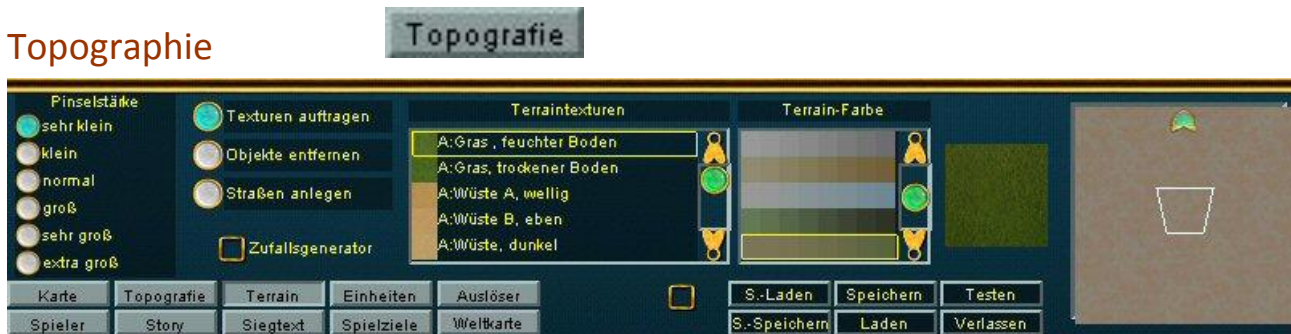 Topographie
Topografie
Pinselstärke
sehr klein
klein
normal
groß
sehr groß
extra groß
Texturen auftragen
Objekte entfernen
Straßen anlegen
Zufallsgenerator
Terraintexturen
A:Gras , feuchter Boden
A:Gras, trockener Boden
A:Wüste A, wellig
A:Wüste B, eben
A:Wüste, dunkel
Terrain-Farbe
Karte Topografie Terrain Einheiten Auslöser S.-Laden Speichern Testen
Spieler Story Siegtext Spielziele Weltkarte S.-Speichern Laden Verlassen